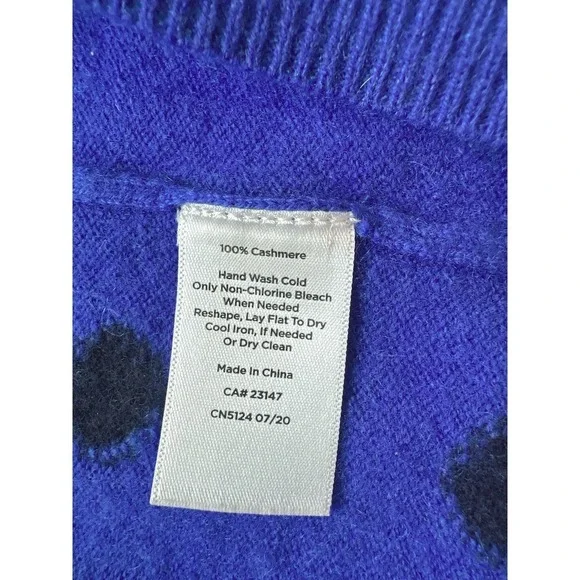 100% Cashmere
Hand Wash Cold
Only Non-Chlorine Bleach
When Needed
Reshape, Lay Flat To Dry
Cool Iron, If Needed
Or Dry Clean
Made in China
CA# 23147
CN5124 07/20